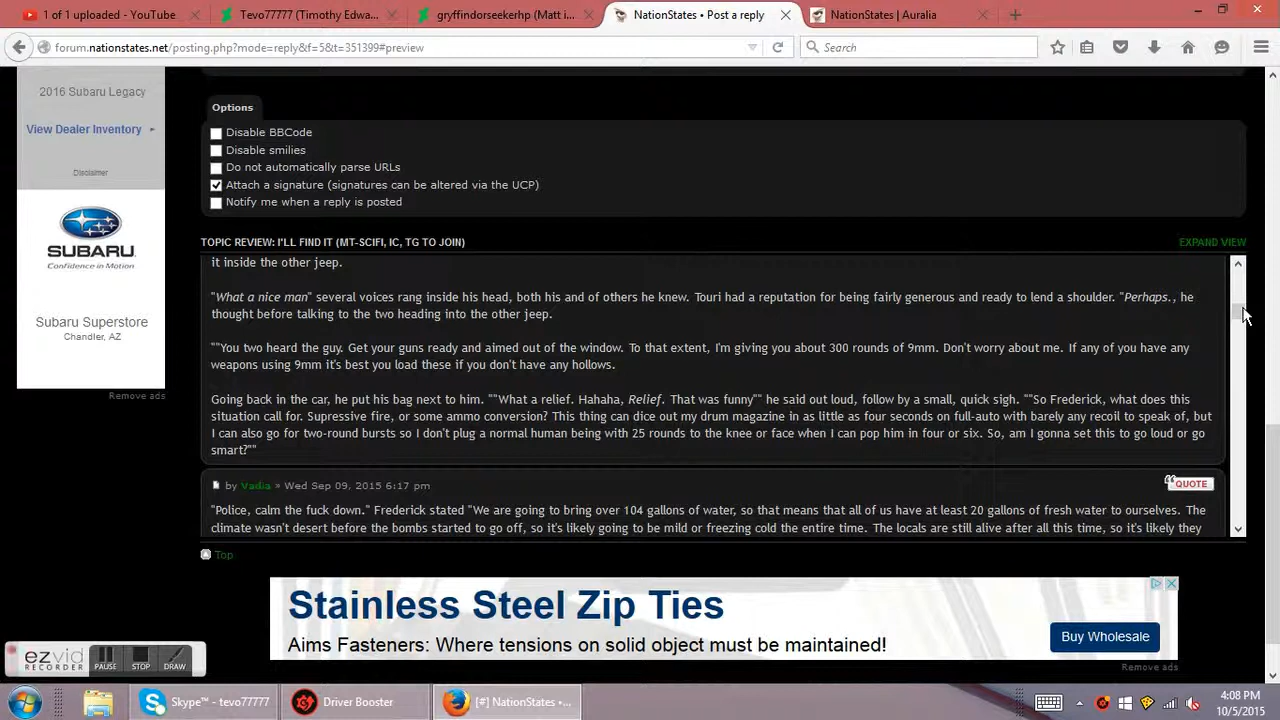 1 of 1 uploaded - YouTube
Tevo77777 (Timothy Edwa...
gryffindorseekerhp (Matt i...
NationStates • Post a reply
NationStates | Auralia
forum.nationstates.net/posting.php?mode=reply&f=5&t=351399#preview
Search
2016 Subaru Legacy
View Dealer Inventory
Disclaimer
SUBARU
Confidence in Motion
Subaru Superstore
Chandler, AZ
Remove ads
Options
Disable BBCode
Disable smilies
Do not automatically parse URLs
Attach a signature (signatures can be altered via the UCP)
Notify me when a reply is posted
TOPIC REVIEW: I'LL FIND IT (MT-SCIFI, IC, TG TO JOIN)
EXPAND VIEW
it inside the other jeep.
"What a nice man" several voices rang inside his head, both his and of others he knew. Touri had a reputation for being fairly generous and ready to lend a shoulder. "Perhaps., he
thought before talking to the two heading into the other jeep.
""You two heard the guy. Get your guns ready and aimed out of the window. To that extent, I'm giving you about 300 rounds of 9mm. Don't worry about me. If any of you have any
weapons using 9mm it's best you load these if you don't have any hollows.
Going back in the car, he put his bag next to him. ""What a relief. Hahaha, Relief. That was funny"" he said out loud, follow by a small, quick sigh. ""So Frederick, what does this
situation call for. Supressive fire, or some ammo conversion? This thing can dice out my drum magazine in as little as four seconds on full-auto with barely any recoil to speak of, but
I can also go for two-round bursts so I don't plug a normal human being with 25 rounds to the knee or face when I can pop him in four or six. So, am I gonna set this to go loud or go
smart?""
by Vadia » Wed Sep 09, 2015 6:17 pm
QUOTE
"Police, calm the fuck down." Frederick stated "We are going to bring over 104 gallons of water, so that means that all of us have at least 20 gallons of fresh water to ourselves. The
climate wasn't desert before the bombs started to go off, so it's likely going to be mild or freezing cold the entire time. The locals are still alive after all this time, so it's likely they
Top
Stainless Steel Zip Ties
Aims Fasteners: Where tensions on solid object must be maintained!
Buy Wholesale
Remove ads
ezvid
RECORDER
PAUSE
STOP
DRAW
Skype™ - tevo77777
Driver Booster
[#] NationStates •...
4:08 PM
10/5/2015